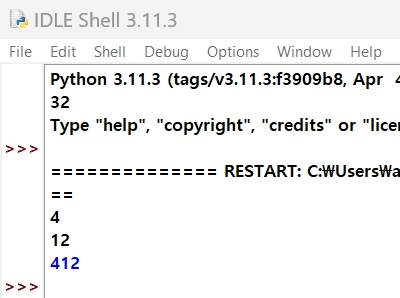 IDLE Shell 3.11.3
File Edit Shell Debug Options Window Help
Python 3.11.3 (tags/v3.11.3:f3909b8, Apr 4
32
Type "help", "copyright", "credits" or "licen
>>>
============== RESTART: C:₩Users₩a
==
4
12
412
>>>